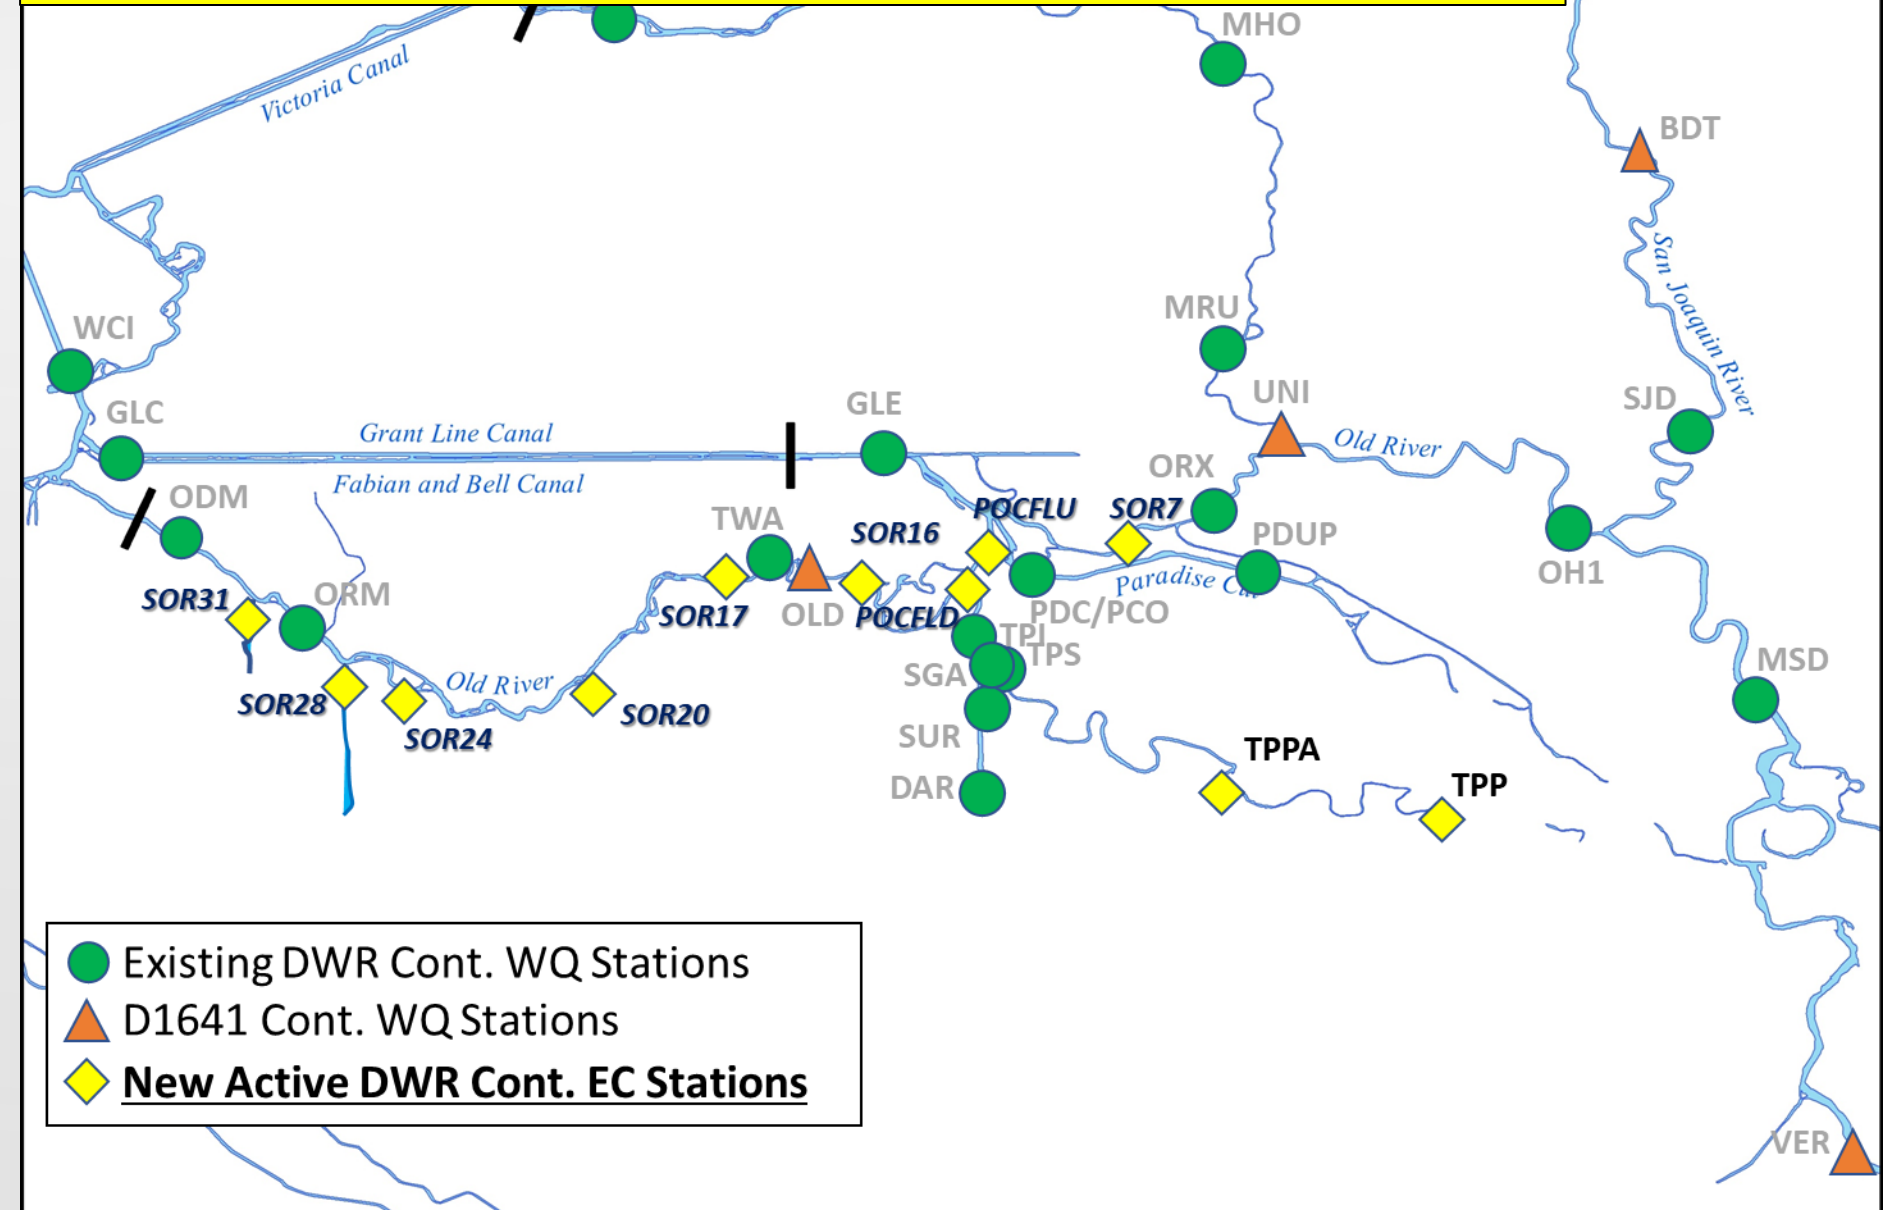 MHO
Victoria Canal
BDT
San Joaquin River
WCI
MRU
GLC
GLE
UNI
SJD
Grant Line Canal
Old River
Fabian and Bell Canal
ORX
ODM
TWA
SOR16
POCFLU
SOR7
PDUP
OH1
Paradise Cu
SOR31
ORM
SOR17
OLD
POCFLD
PDC/PCO
TPI
TPS
SGA
MSD
Old River
SOR28
SOR20
SOR24
SUR
TPPA
DAR
TPP
Existing DWR Cont. WQ Stations
D1641 Cont. WQ Stations
New Active DWR Cont. EC Stations
VER